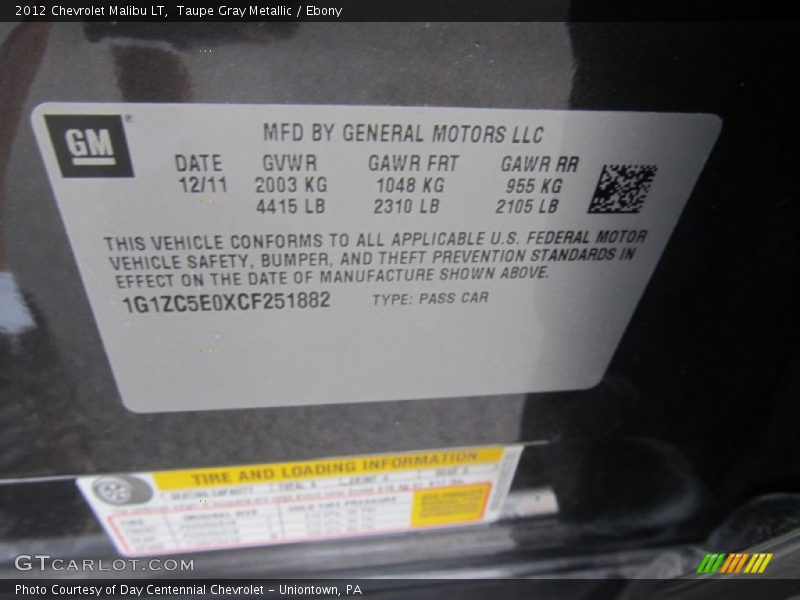 2012 Chevrolet Malibu LT, Taupe Gray Metallic / Ebony
GM
MFD BY GENERAL MOTORS LLC
DATE GVWR GAWR FRT GAWR RR
12/11 2003 KG 1048 KG 955 KG
4415 LB 2310 LB 2105 LB
THIS VEHICLE CONFORMS TO ALL APPLICABLE U.S. FEDERAL MOTOR
VEHICLE SAFETY, BUMPER, AND THEFT PREVENTION STANDARDS IN
EFFECT ON THE DATE OF MANUFACTURE SHOWN ABOVE.
1G1ZC5E0XCF251882 TYPE: PASS CAR
TIRE AND LOADING INFORMATION
SEATING CAPACITY
GTCARLOT.COM
Photo Courtesy of Day Centennial Chevrolet - Uniontown, PA